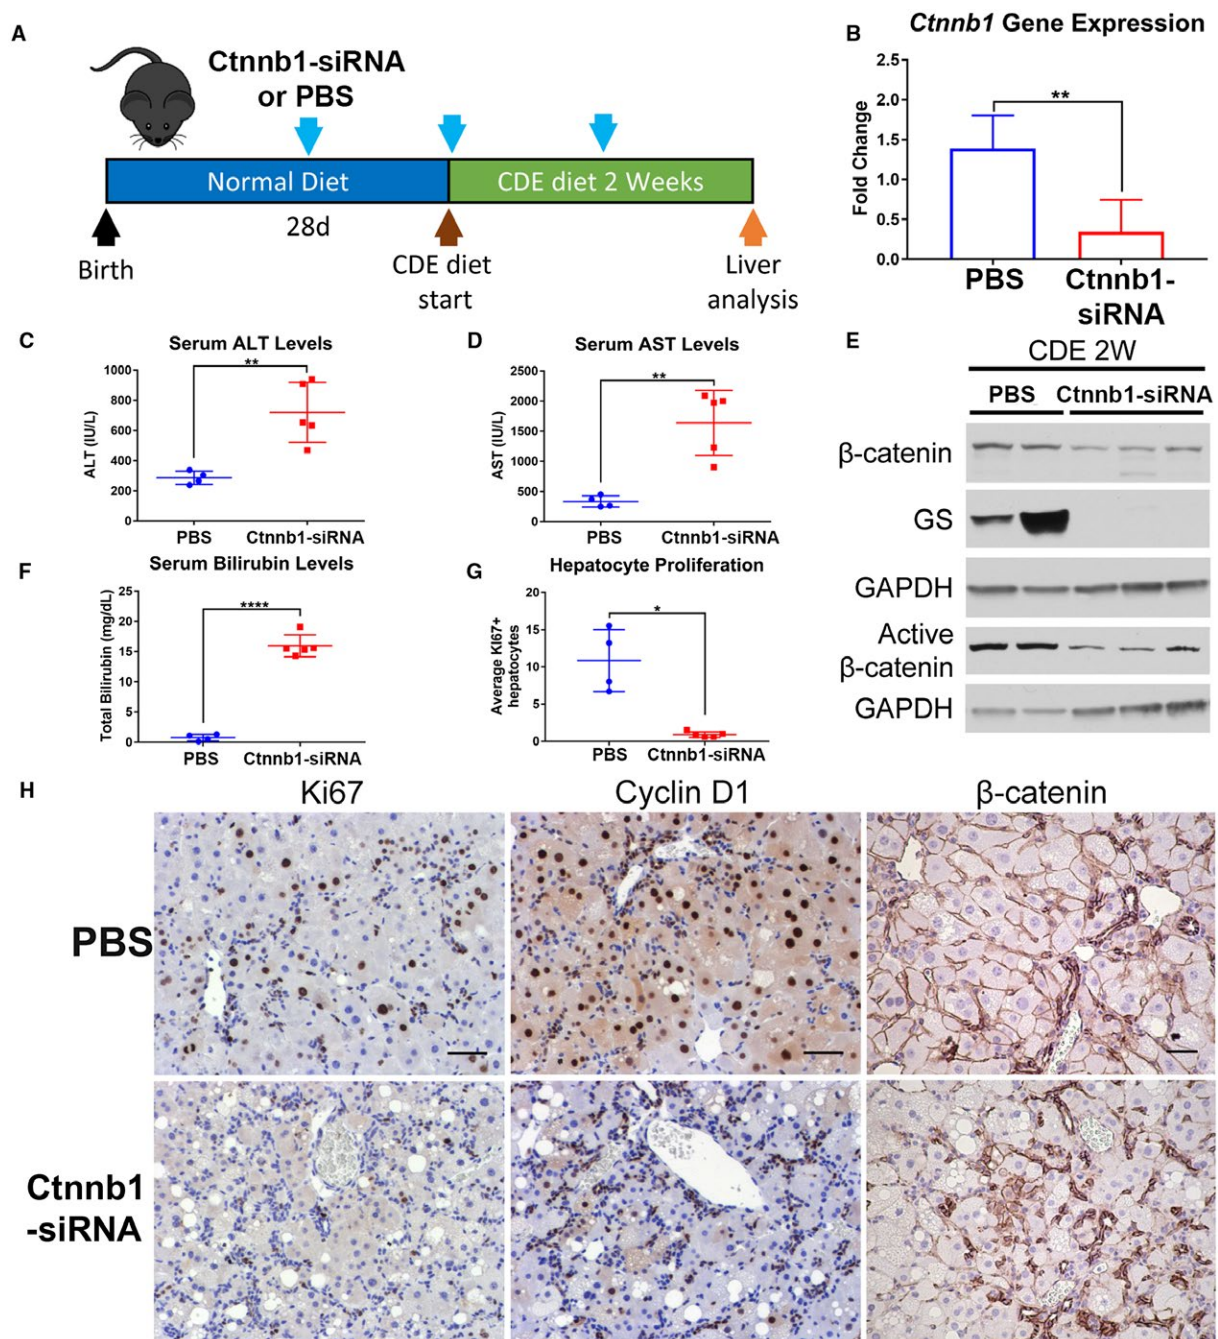 A
Ctnnb1-siRNA
or PBS
Normal Diet
CDE diet 2 Weeks
28d
Birth
CDE diet
start
Liver
analysis
B
Ctnnb1 Gene Expression
Fold Change
2.5
2.0
1.5
1.0
0.5
0.0
**
PBS
Ctnnb1-
siRNA
C
Serum ALT Levels
ALT (IU/L)
1000
800
600
400
200
0
**
PBS
Ctnnb1-siRNA
D
Serum AST Levels
AST (IU/L)
2500
2000
1500
1000
500
0
**
PBS
Ctnnb1-siRNA
E
CDE 2W
PBS
Ctnnb1-siRNA
β-catenin
GS
GAPDH
Active
β-catenin
GAPDH
F
Serum Bilirubin Levels
Total Bilirubin (mg/dL)
25
20
15
10
5
0
****
PBS
Ctnnb1-siRNA
G
Hepatocyte Proliferation
Average KI67+
hepatocytes
20
15
10
5
0
*
PBS
Ctnnb1-siRNA
H
Ki67
Cyclin D1
β-catenin
PBS
Ctnnb1
-siRNA